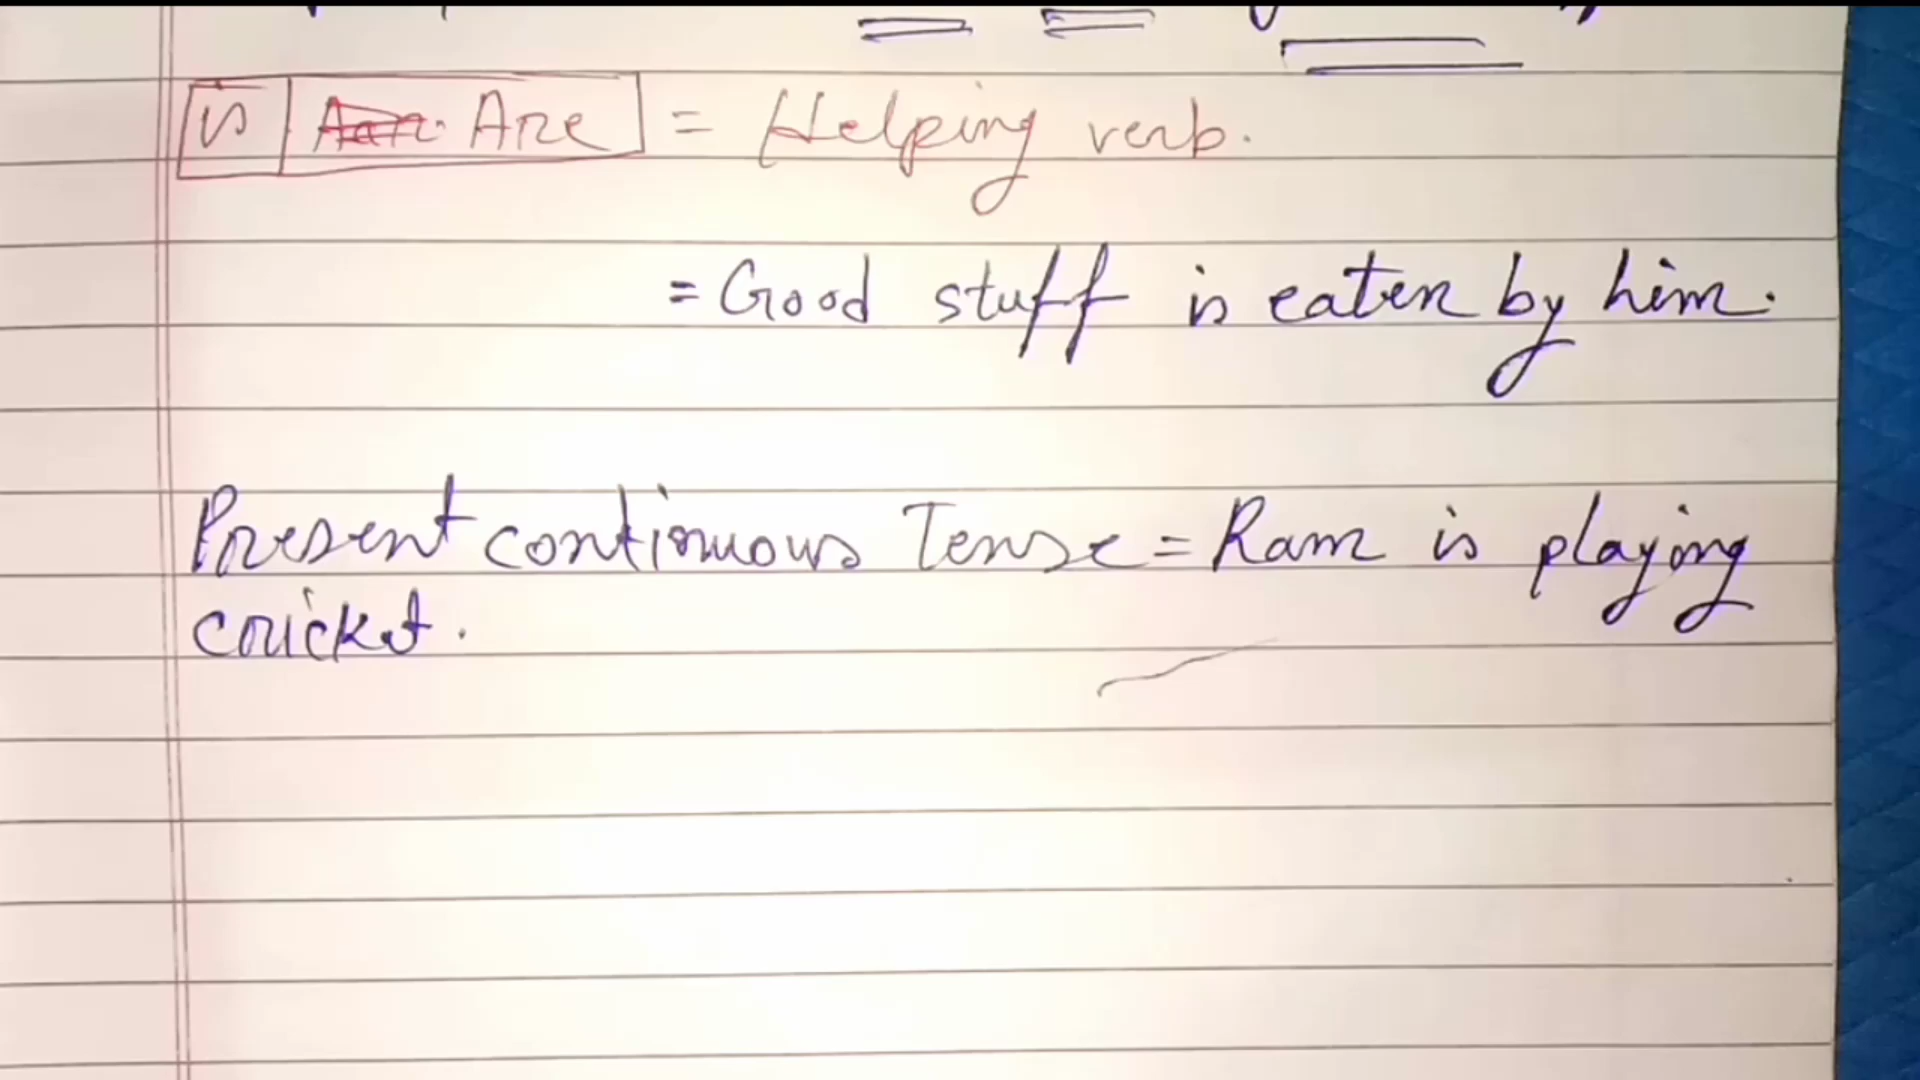 is Are = Helping verb.
= Good stuff is eaten by him.
Present continuous Tense = Ram is playing
cricket.